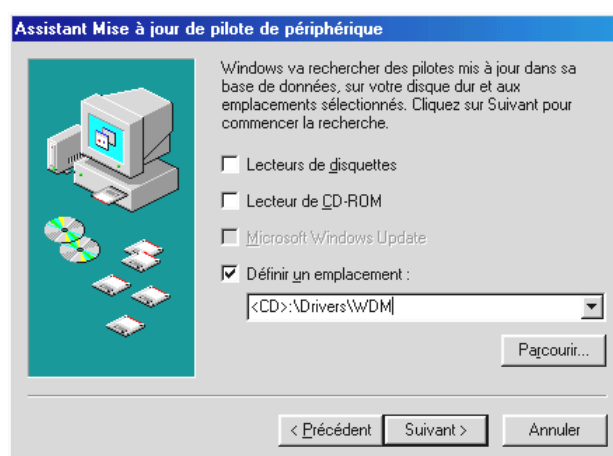 Assistant Mise à jour de pilote de périphérique
Windows va rechercher des pilotes mis à jour dans sa
base de données, sur votre disque dur et aux
emplacements sélectionnés. Cliquez sur Suivant pour
commencer la recherche.
Lecteurs de disquettes
Lecteur de CD-ROM
Microsoft Windows Update
Définir un emplacement :
<CD>:\Drivers\WDM
Parcourir...
< Précédent
Suivant >
Annuler